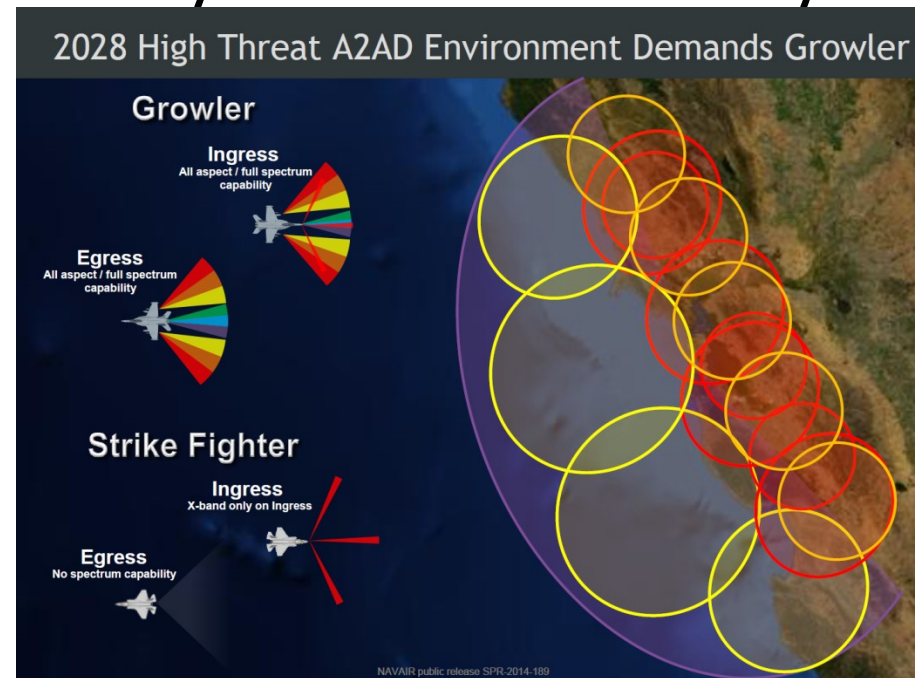 2028 High Threat A2AD Environment Demands Growler
Growler
Ingress
All aspect / full spectrum
capability
Egress
All aspect / full spectrum
capability
Strike Fighter
Ingress
X-band only on Ingress
Egress
No spectrum capability
NAVAIR public release SPR-2014-189